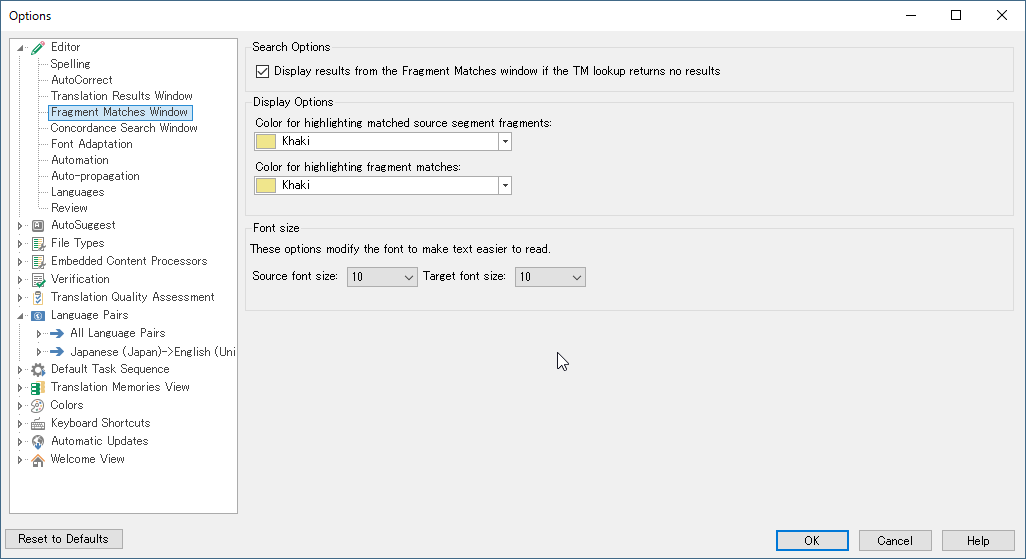 Options
Editor
Spelling
AutoCorrect
Translation Results Window
Fragment Matches Window
Concordance Search Window
Font Adaptation
Automation
Auto-propagation
Languages
Review
AutoSuggest
File Types
Embedded Content Processors
Verification
Translation Quality Assessment
Language Pairs
All Language Pairs
Japanese (Japan)->English (Uni
Default Task Sequence
Translation Memories View
Colors
Keyboard Shortcuts
Automatic Updates
Welcome View
Search Options
Display results from the Fragment Matches window if the TM lookup returns no results
Display Options
Color for highlighting matched source segment fragments:
Khaki
Color for highlighting fragment matches:
Khaki
Font size
These options modify the font to make text easier to read.
Source font size: 10 Target font size: 10
Reset to Defaults OK Cancel Help